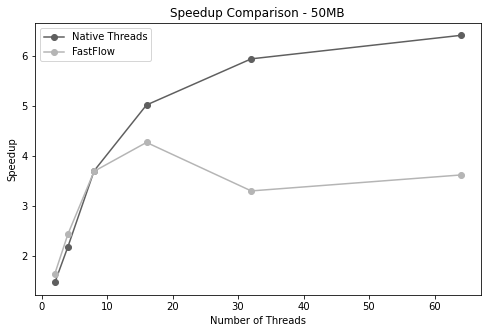 Speedup Comparison - 50MB
Native Threads
FastFlow
6
5
4
3
2
Speedup
0 10 20 30 40 50 60
Number of Threads